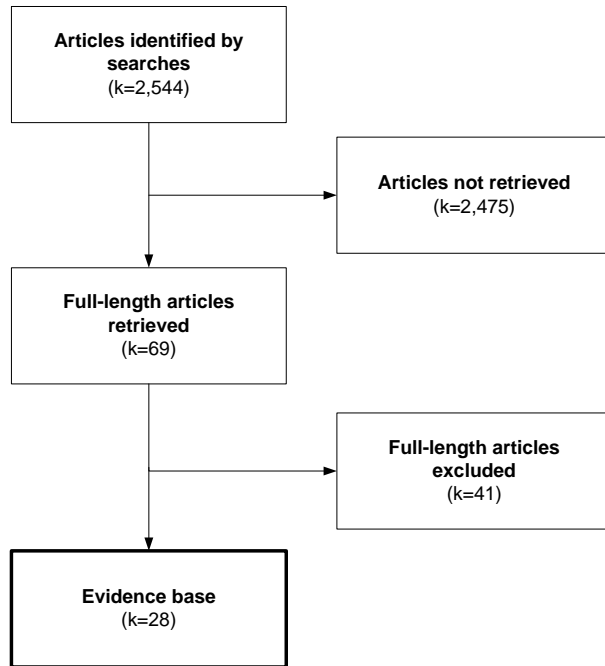 Articles identified by
searches
(k=2,544)
Articles not retrieved
(k=2,475)
Full-length articles
retrieved
(k=69)
Full-length articles
excluded
(k=41)
Evidence base
(k=28)